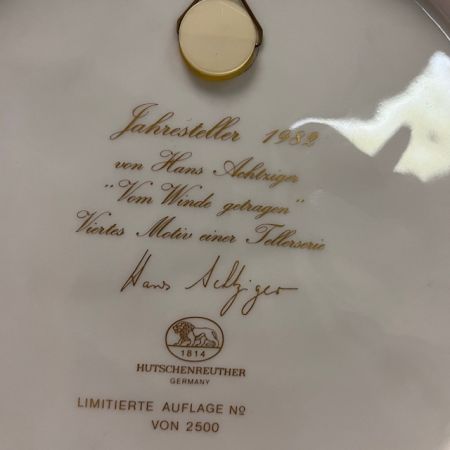 Jahresteller 1982
von Hans Achtziger
"Vom Winde getragen"
Viertes Motiv einer Tellerserie
Hans Achtziger
1814
HUTSCHENREUTHER
GERMANY
LIMITIERTE AUFLAGE No
VON 2500